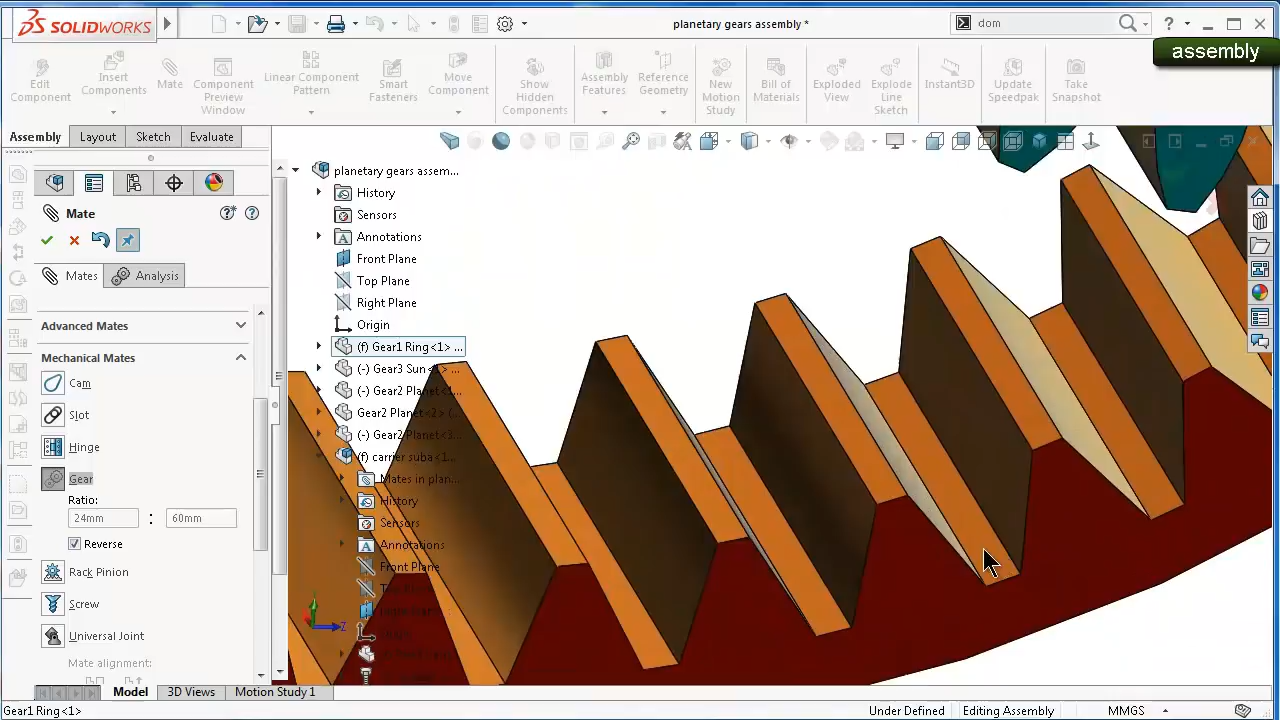 SOLIDWORKS
planetary gears assembly *
dom
assembly
Edit Component
Insert Components
Mate
Component Preview Window
Linear Component Pattern
Smart Fasteners
Move Component
Show Hidden Components
Assembly Features
Reference Geometry
New Motion Study
Bill of Materials
Exploded View
Explode Line Sketch
Instant3D
Update Speedpak
Take Snapshot
Assembly
Layout
Sketch
Evaluate
Mate
Mates
Analysis
Advanced Mates
Mechanical Mates
Cam
Slot
Hinge
Gear
Ratio:
24mm : 60mm
Reverse
Rack Pinion
Screw
Universal Joint
Mate alignment:
planetary gears assem...
History
Sensors
Annotations
Front Plane
Top Plane
Right Plane
Origin
(f) Gear1 Ring<1> ...
(-) Gear3 Sun<1> ...
(-) Gear2 Planet<1...
Gear2 Planet<2> (...
(-) Gear2 Planet<3...
(f) carrier suba<1...
Mates in plan...
History
Sensors
Annotations
Front Plane
Z
Model
3D Views
Motion Study 1
Gear1 Ring<1>
Under Defined
Editing Assembly
MMGS